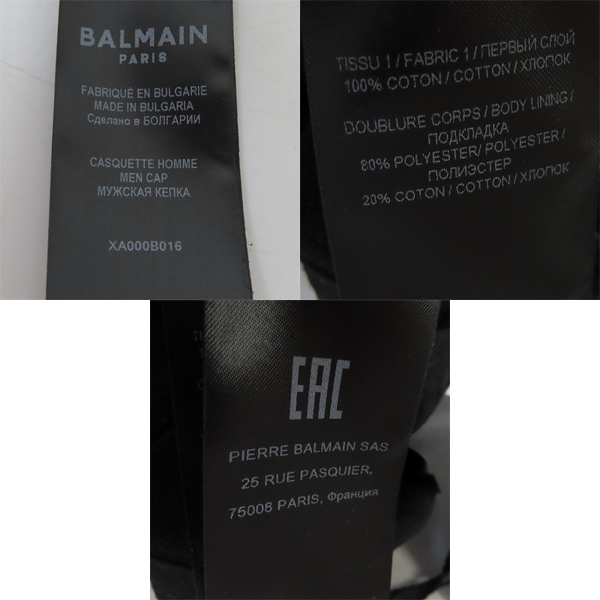 BALMAIN
PARIS
FABRIQUÉ EN BULGARIE
MADE IN BULGARIA
Сделано в БОЛГАРИИ
CASQUETTE HOMME
MEN CAP
МУЖСКАЯ КЕПКА
XA000B016
TISSU 1 / FABRIC 1 / ПЕРВЫЙ СЛОЙ
100% COTON / COTTON / ХЛОПОК
DOUBLURE CORPS / BODY LINING /
ПОДКЛАДКА
80% POLYESTER/ POLYESTER /
ПОЛИЭСТЕР
20% COTON / COTTON / ХЛОПОК
EAC
PIERRE BALMAIN SAS
25 RUE PASQUIER,
75008 PARIS, Франция